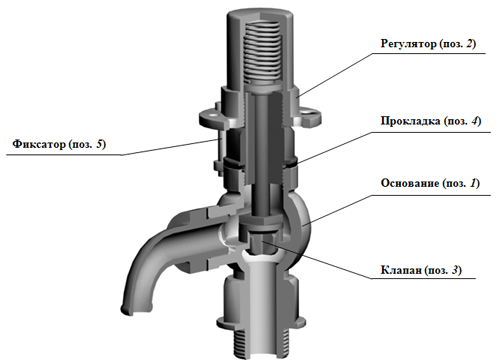 Регулятор (поз. 2)
Прокладка (поз. 4)
Фиксатор (поз. 5)
Основание (поз. 1)
Клапан (поз. 3)